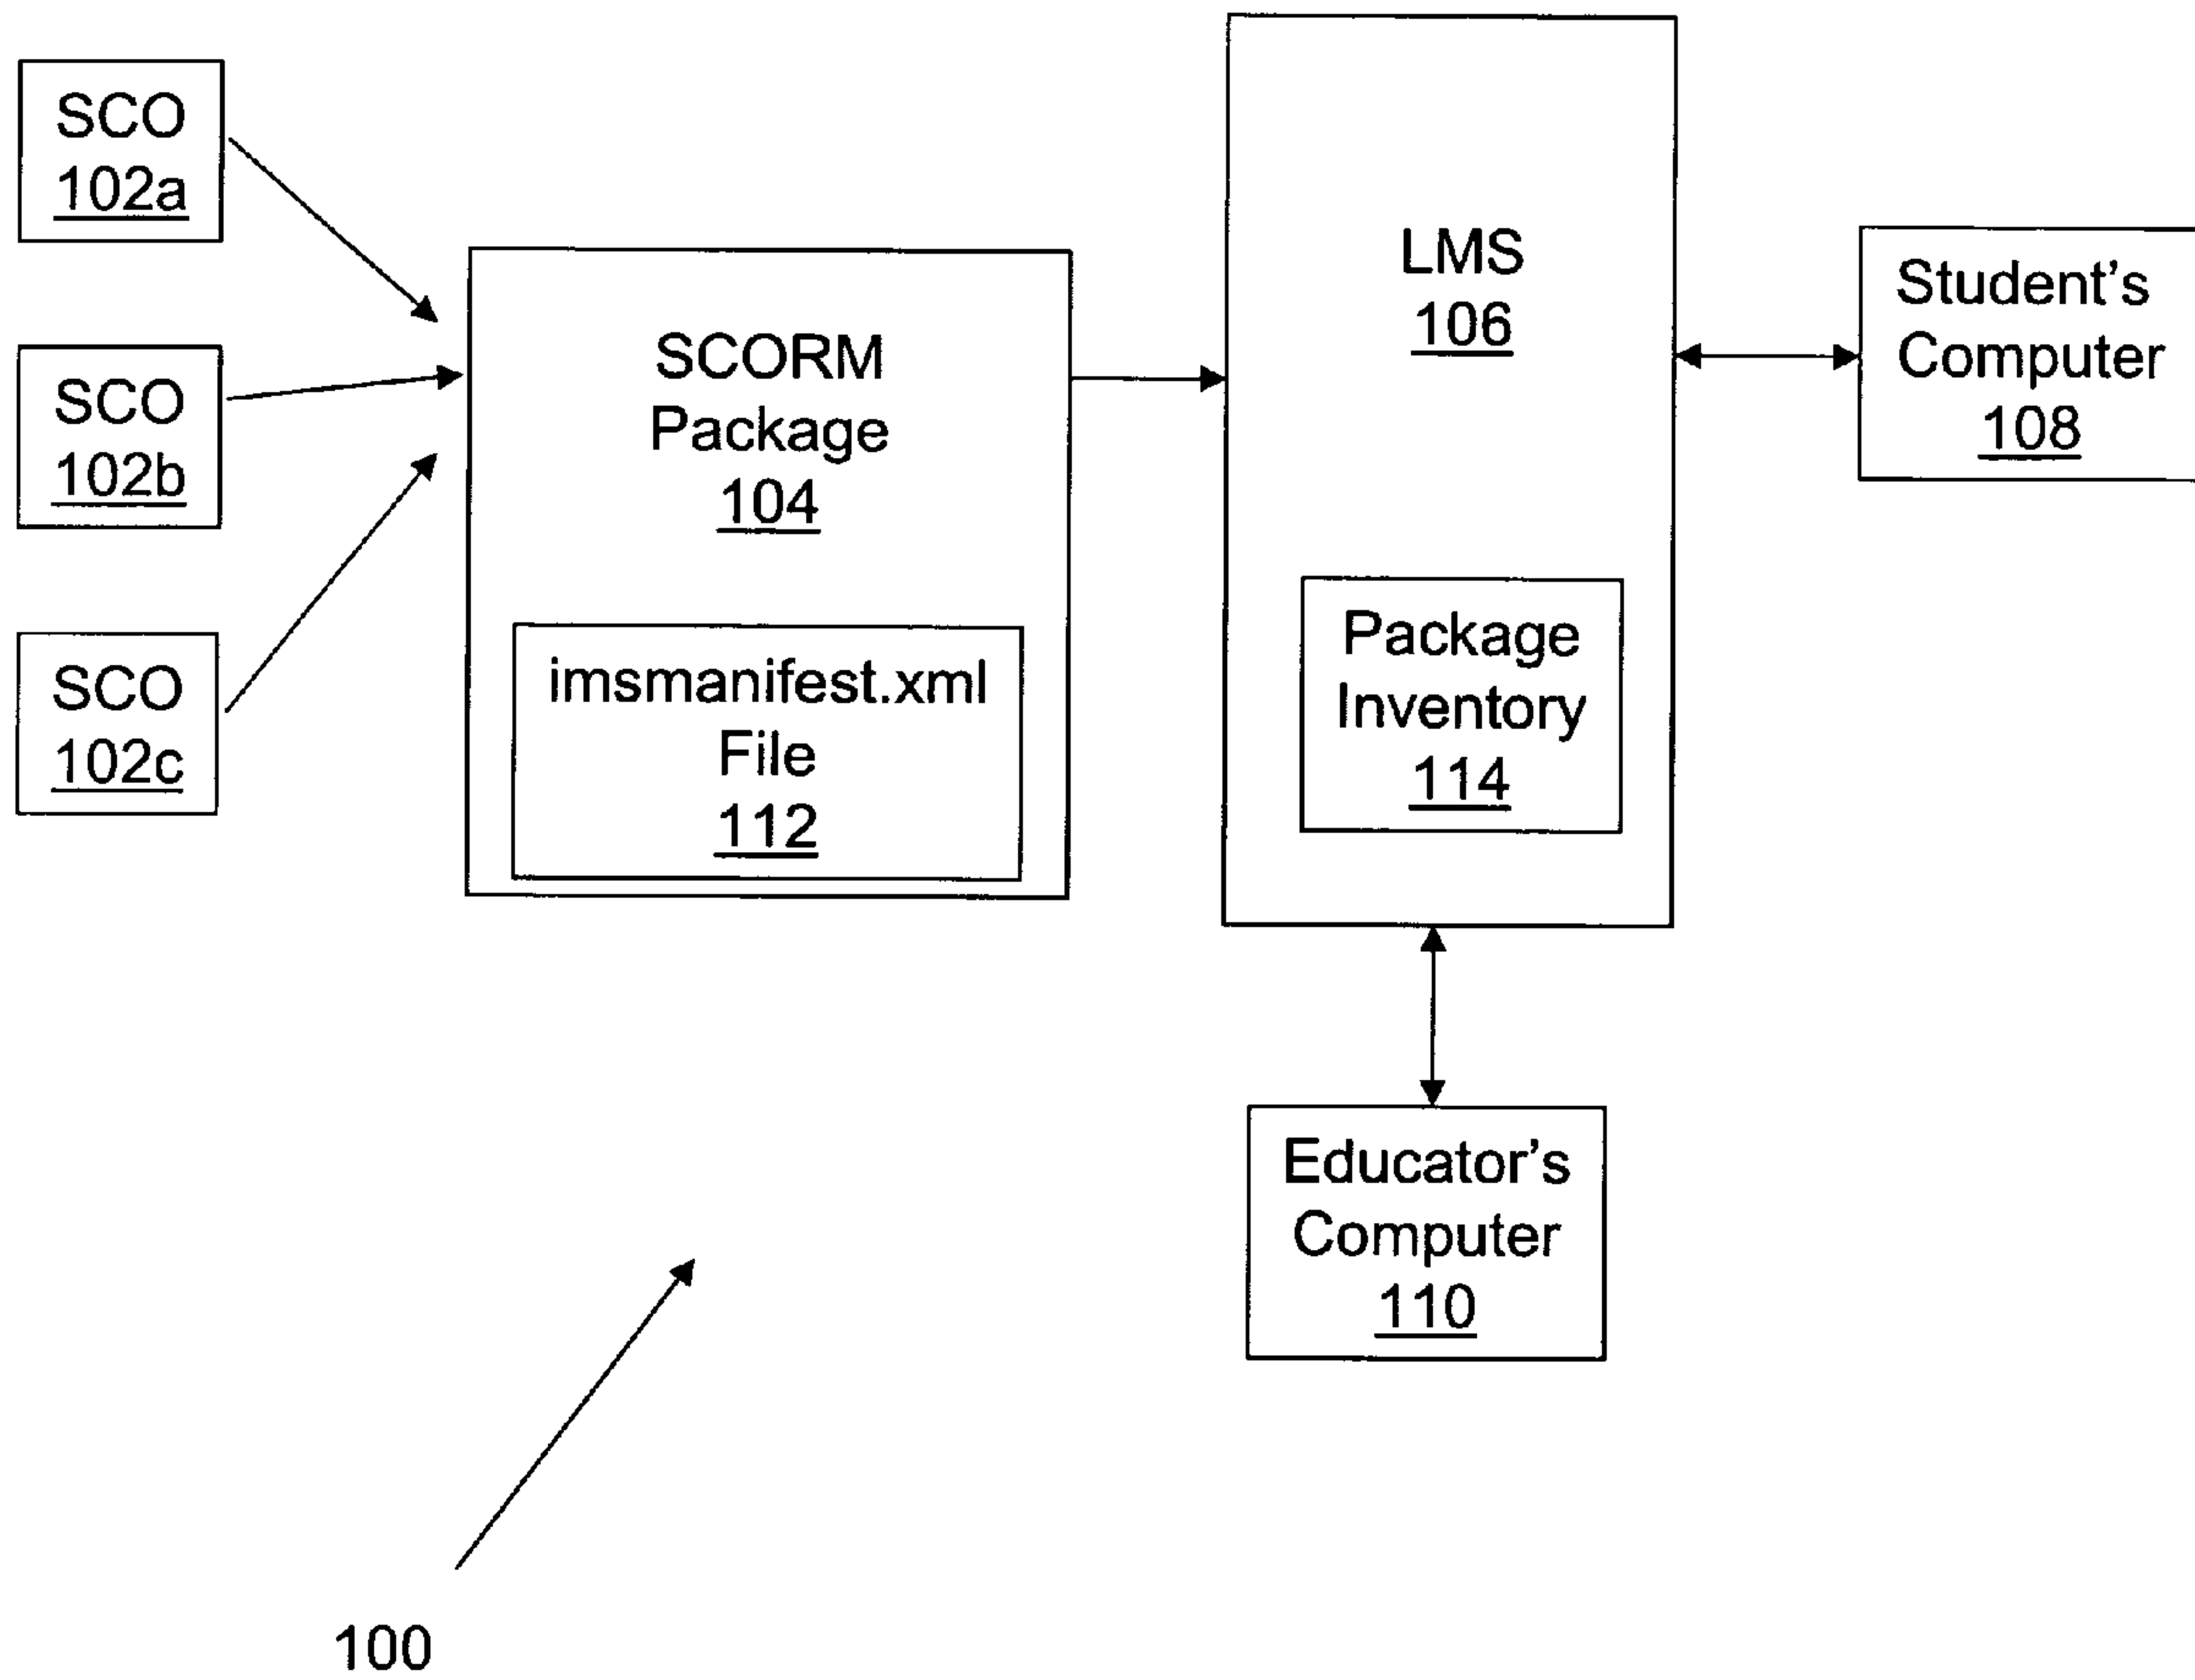 SCO
102a
SCO
102b
SCO
102c
SCORM
Package
104
imsmanifest.xml
File
112
LMS
106
Package
Inventory
114
Student's
Computer
108
Educator's
Computer
110
100